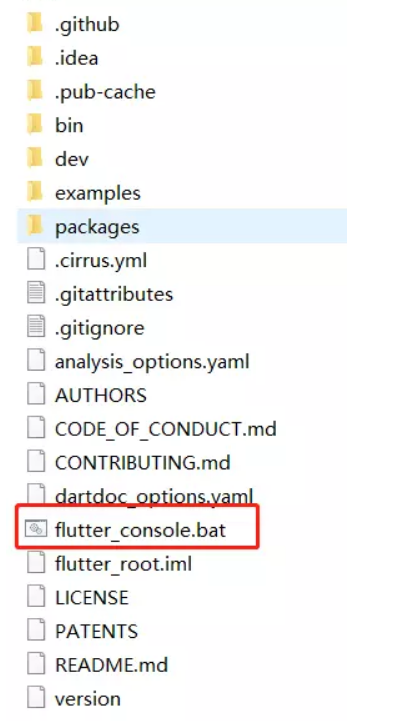 .github
.idea
.pub-cache
bin
dev
examples
packages
.cirrus.yml
.gitattributes
.gitignore
analysis_options.yaml
AUTHORS
CODE_OF_CONDUCT.md
CONTRIBUTING.md
dartdoc_options.yaml
flutter_console.bat
flutter_root.iml
LICENSE
PATENTS
README.md
version